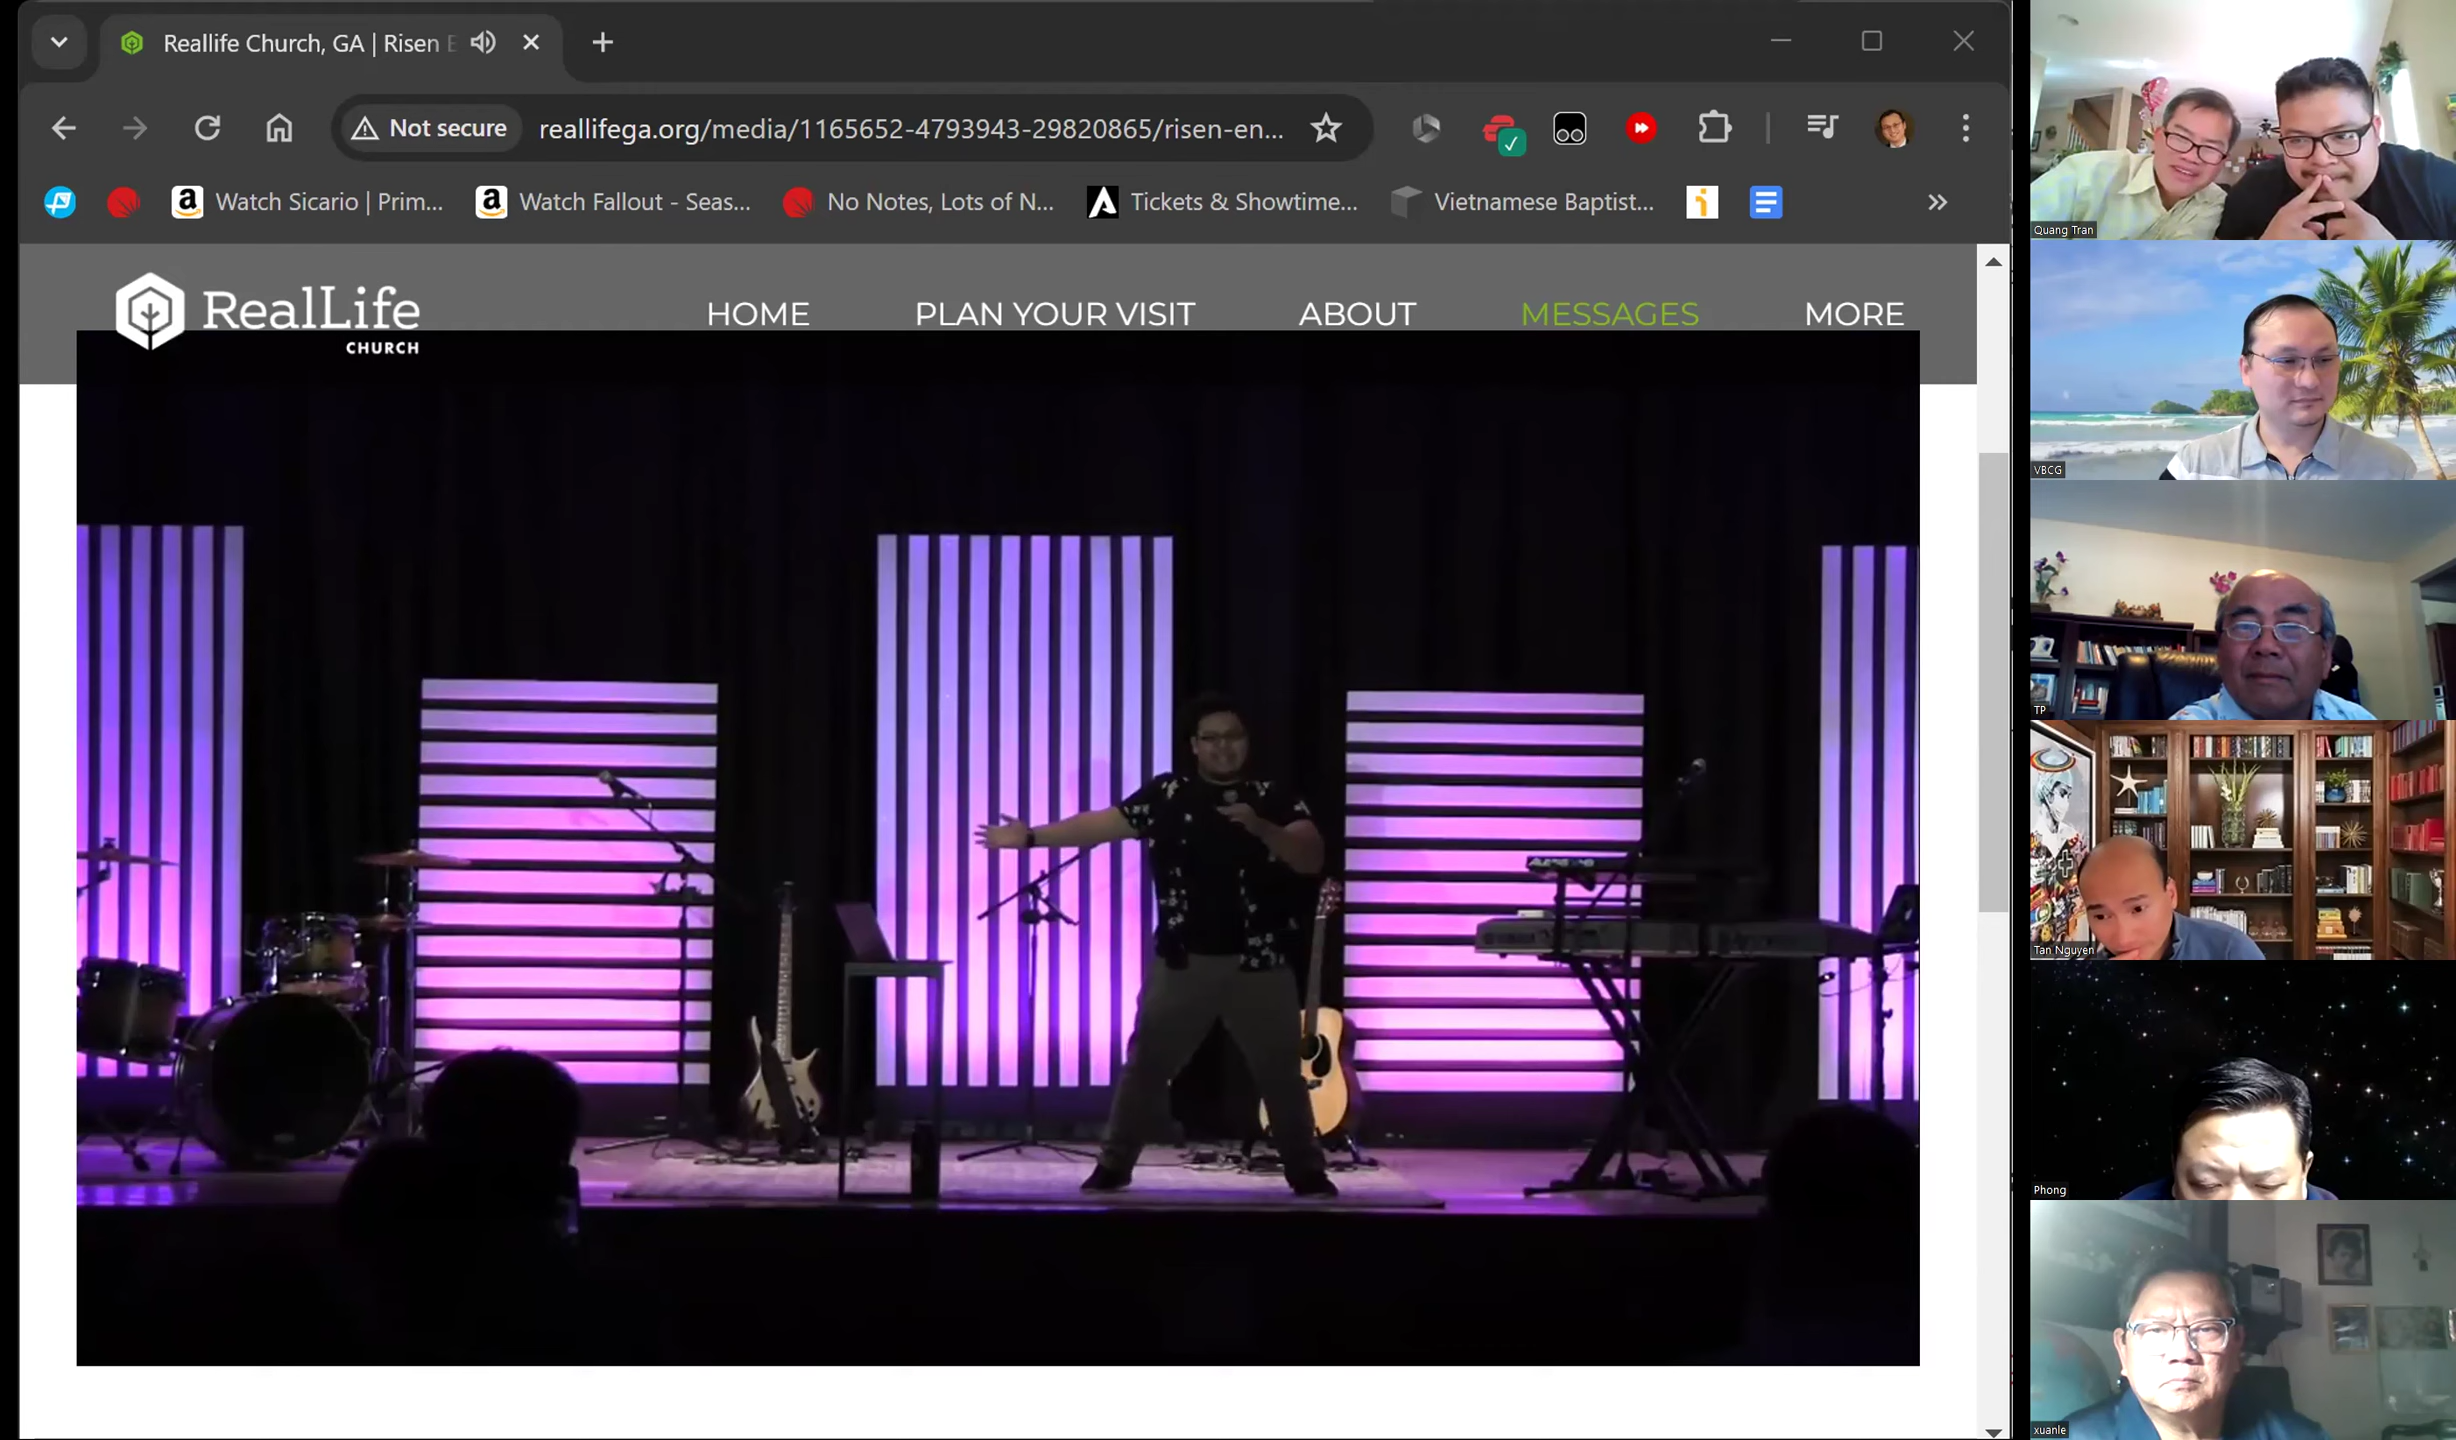 Reallife Church, GA | Risen E
Not secure
reallifega.org/media/1165652-4793943-29820865/risen-en...
Watch Sicario | Prim...
Watch Fallout - Seas...
No Notes, Lots of N...
Tickets & Showtime...
Vietnamese Baptist...
RealLife
CHURCH
HOME
PLAN YOUR VISIT
ABOUT
MESSAGES
MORE
Quang Tran
VBCG
TP
Tan Nguyen
Phong
xuanle